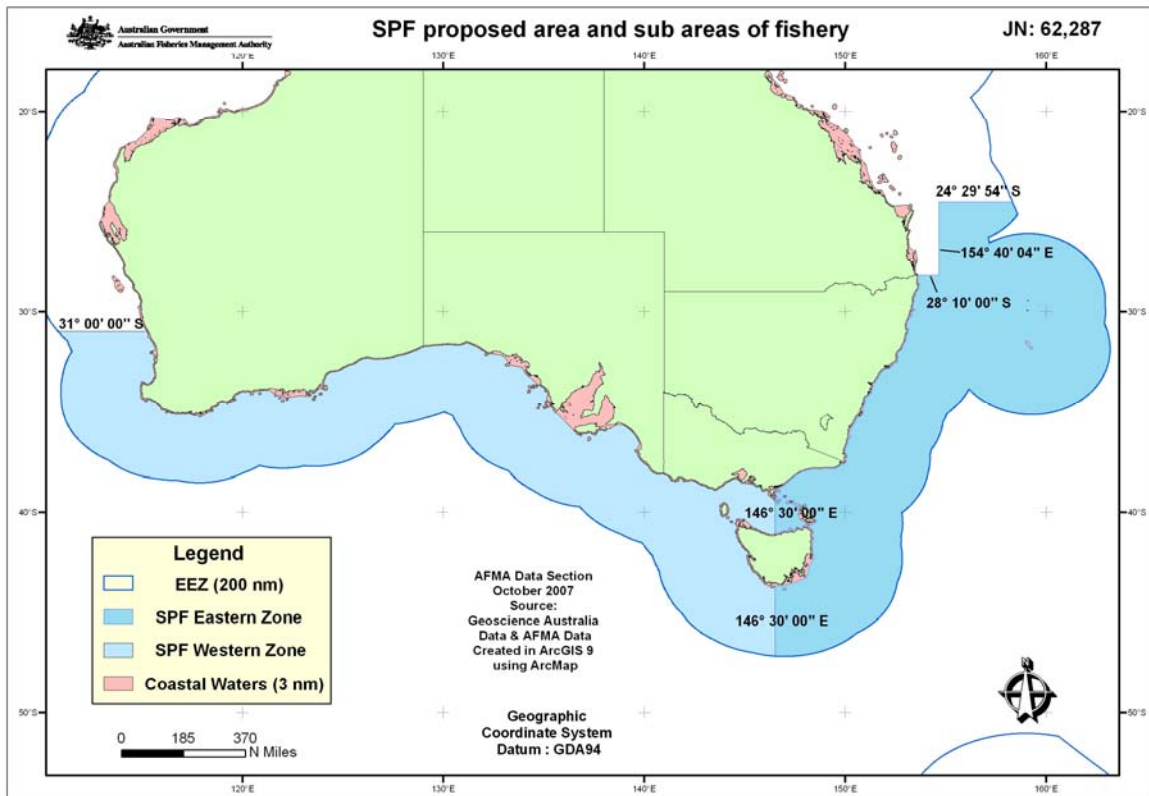 Australian Government
Australian Fisheries Management Authority
SPF proposed area and sub areas of fishery
JN: 62,287
120°E
130°E
140°E
150°E
160°E
20°S
20°S
24° 29' 54" S
154° 40' 04" E
28° 10' 00" S
30°S
31° 00' 00" S
30°S
40°S
146° 30' 00" E
40°S
Legend
EEZ (200 nm)
SPF Eastern Zone
SPF Western Zone
Coastal Waters (3 nm)
AFMA Data Section
October 2007
Source:
Geoscience Australia
Data & AFMA Data
Created in ArcGIS 9
using ArcMap
146° 30' 00" E
N
50°S
50°S
0 185 370
N Miles
Geographic
Coordinate System
Datum : GDA94
120°E
130°E
140°E
150°E
160°E